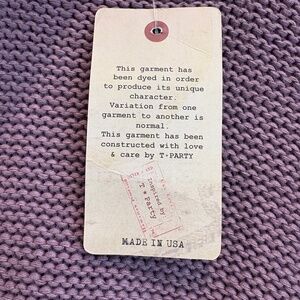 This garment has
been dyed in order
to produce its unique
character.
Variation from one
garment to another is
normal.
This garment has been
constructed with love
& care by T-PARTY
T ★ Party
MADE IN USA